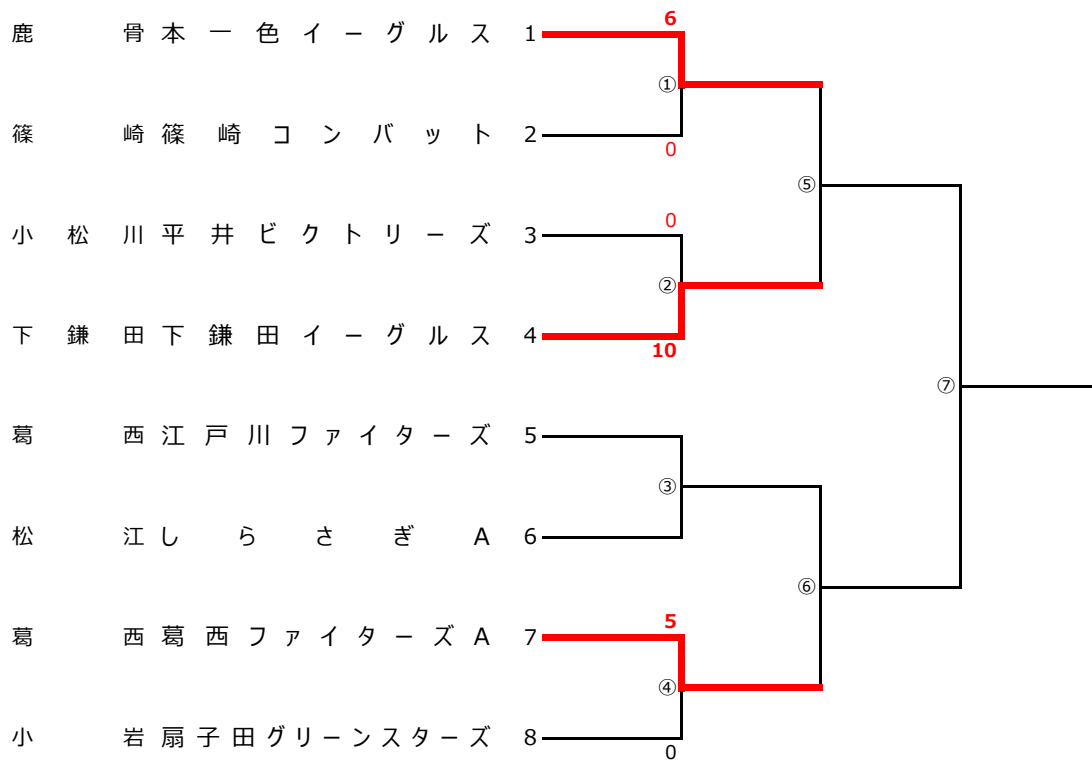 6
鹿骨 本一色イーグルス 1
①
篠崎 篠崎コンバット 2
0
⑤
0
小松川 平井ビクトリーズ 3
②
下鎌田 下鎌田イーグルス 4
10
⑦
葛西 江戸川ファイターズ 5
③
松江 しらさぎA 6
⑥
5
葛西 葛西ファイターズA 7
④
小岩 扇子田グリーンスターズ 8
0